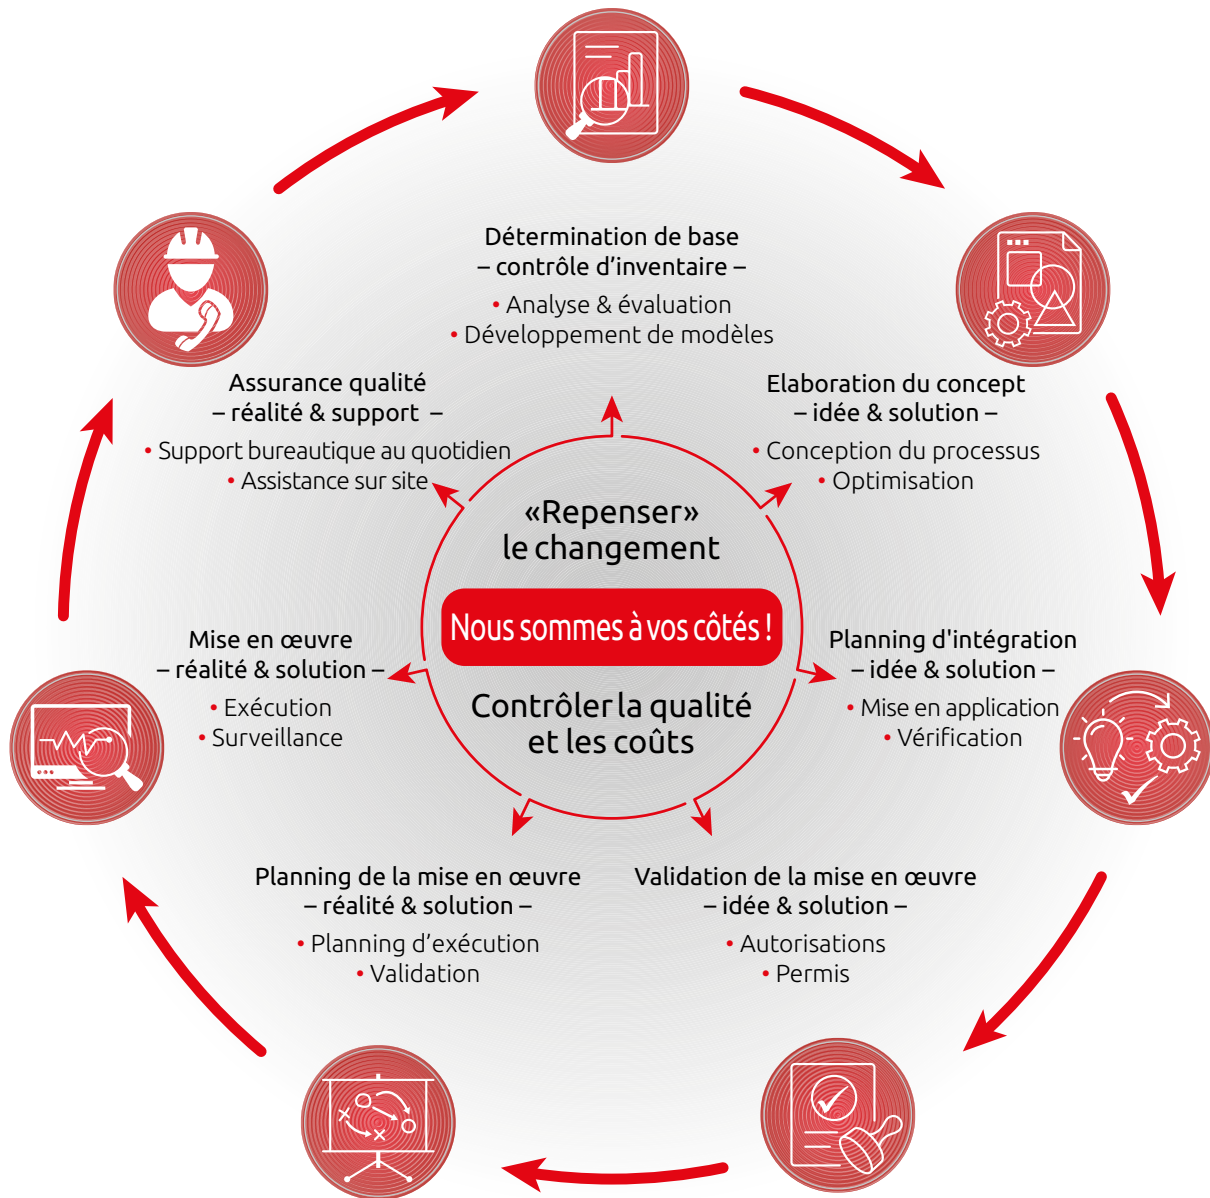 Détermination de base
– contrôle d’inventaire –
• Analyse & évaluation
• Développement de modèles
Elaboration du concept
– idée & solution –
• Conception du processus
• Optimisation
Planning d'intégration
– idée & solution –
• Mise en application
• Vérification
Validation de la mise en œuvre
– idée & solution –
• Autorisations
• Permis
Planning de la mise en œuvre
– réalité & solution –
• Planning d’exécution
• Validation
Mise en œuvre
– réalité & solution –
• Exécution
• Surveillance
Assurance qualité
– réalité & support –
• Support bureautique au quotidien
• Assistance sur site
«Repenser»
le changement
Nous sommes à vos côtés !
Contrôler la qualité
et les coûts